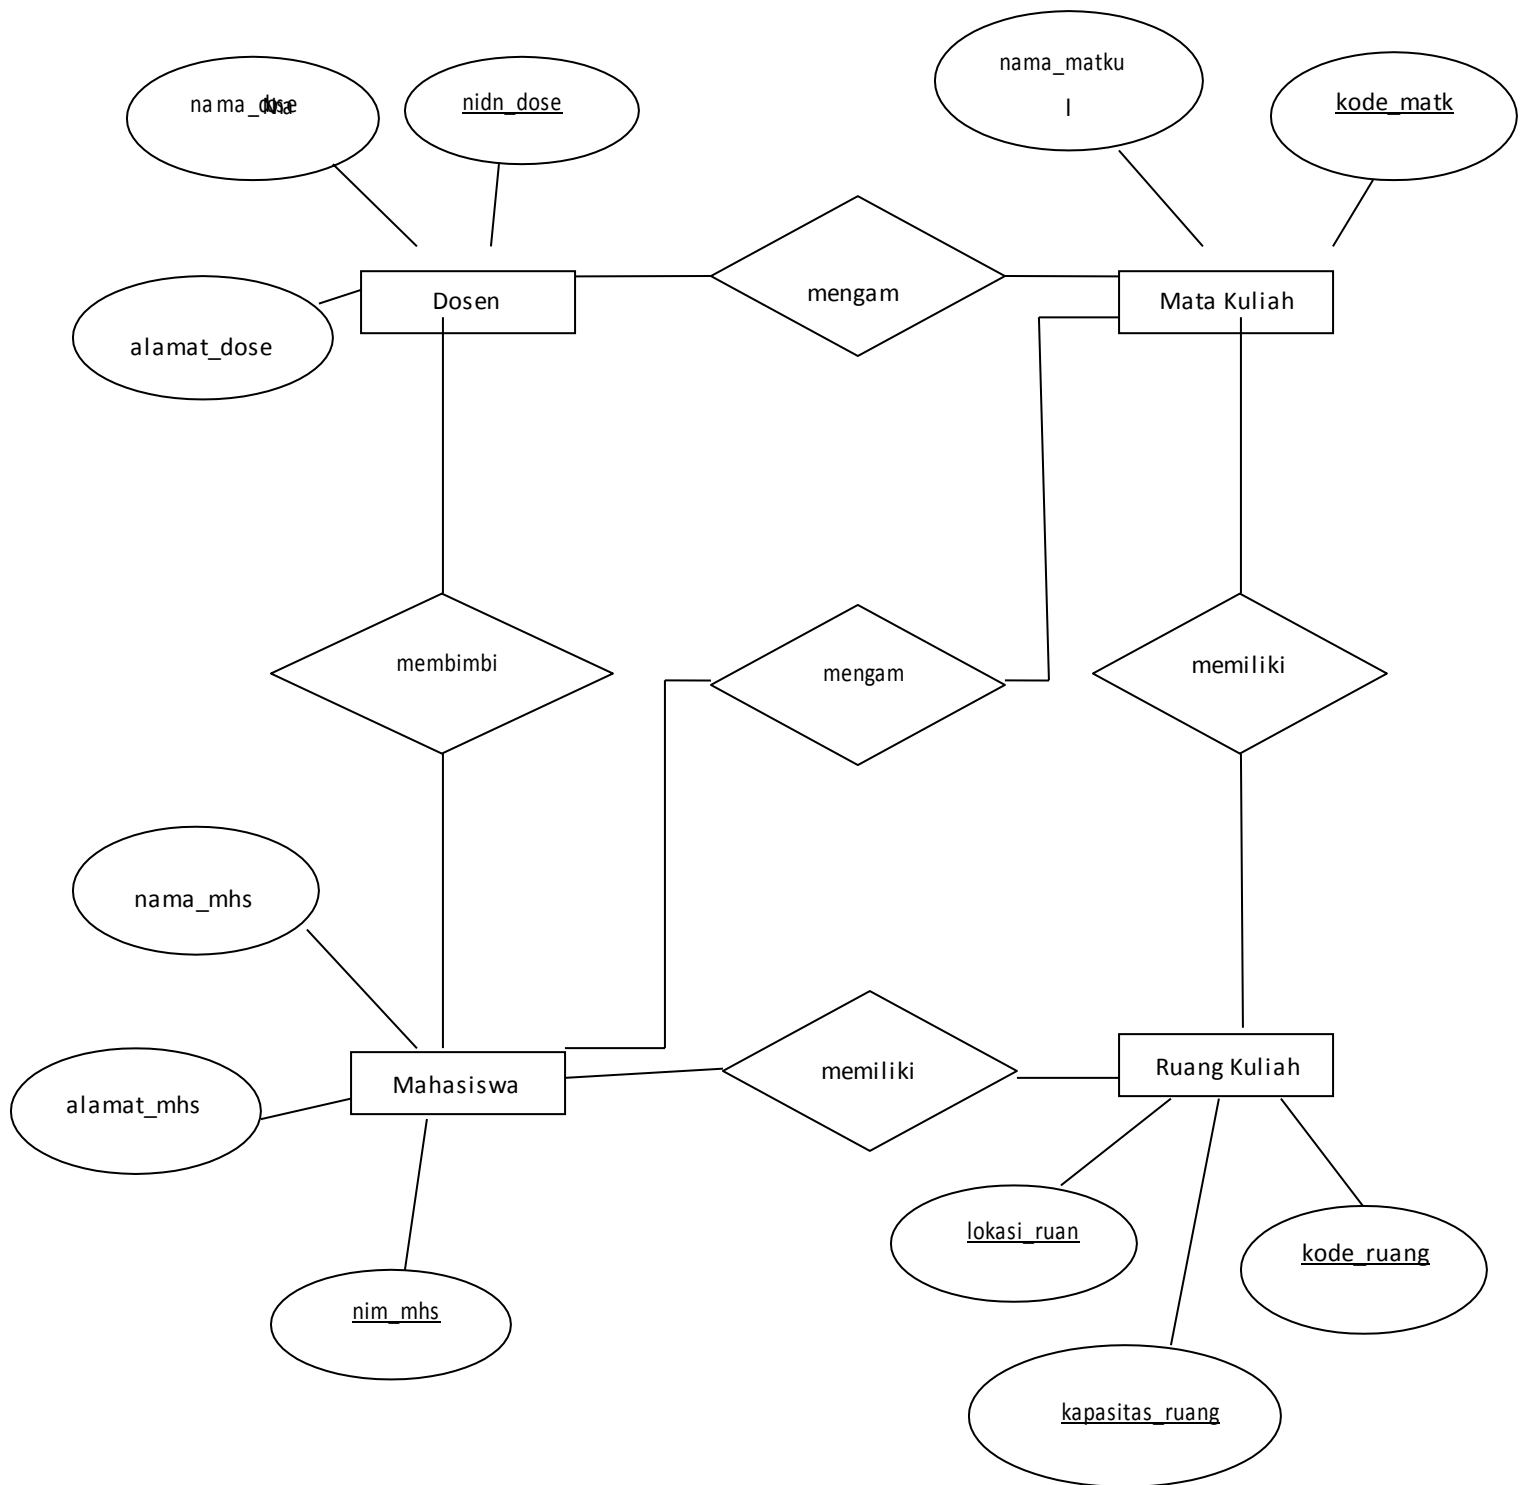 nama_matku
l
nama_dose
nidn_dose
kode_matk
mengam
Dosen
Mata Kuliah
alamat_dose
membimbi
mengam
memiliki
nama_mhs
Mahasiswa
memiliki
Ruang Kuliah
alamat_mhs
lokasi_ruan
kode_ruang
nim_mhs
kapasitas_ruang